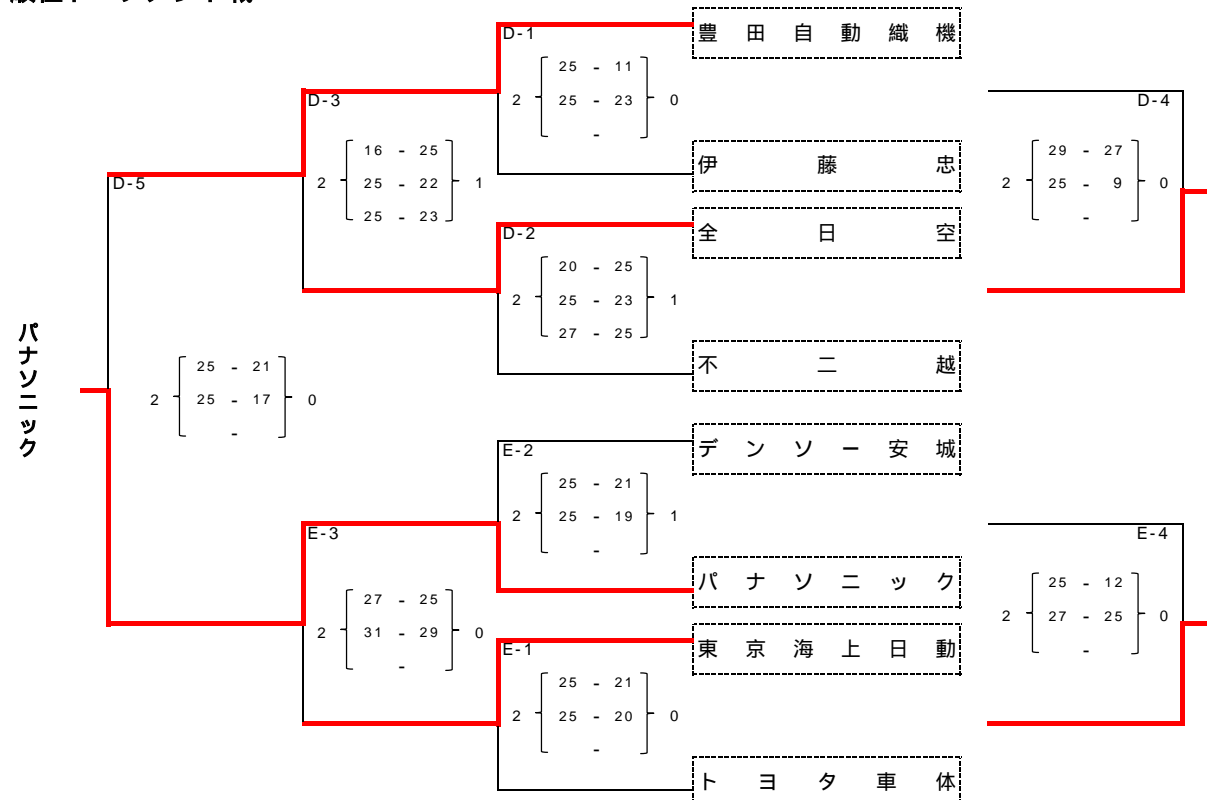 D-1
豊田自動織機
25 - 11
2 25 - 23 0
-
D-3
D-4
伊藤忠
16 - 25
2 25 - 22 1
25 - 23
29 - 27
2 25 - 9 0
-
D-5
D-2
全日空
20 - 25
2 25 - 23 1
27 - 25
不二越
パナソニック
25 - 21
2 25 - 17 0
-
E-2
デンソー安城
25 - 21
2 25 - 19 1
-
E-3
E-4
パナソニック
27 - 25
2 31 - 29 0
-
25 - 12
2 27 - 25 0
-
E-1
東京海上日動
25 - 21
2 25 - 20 0
-
トヨタ車体